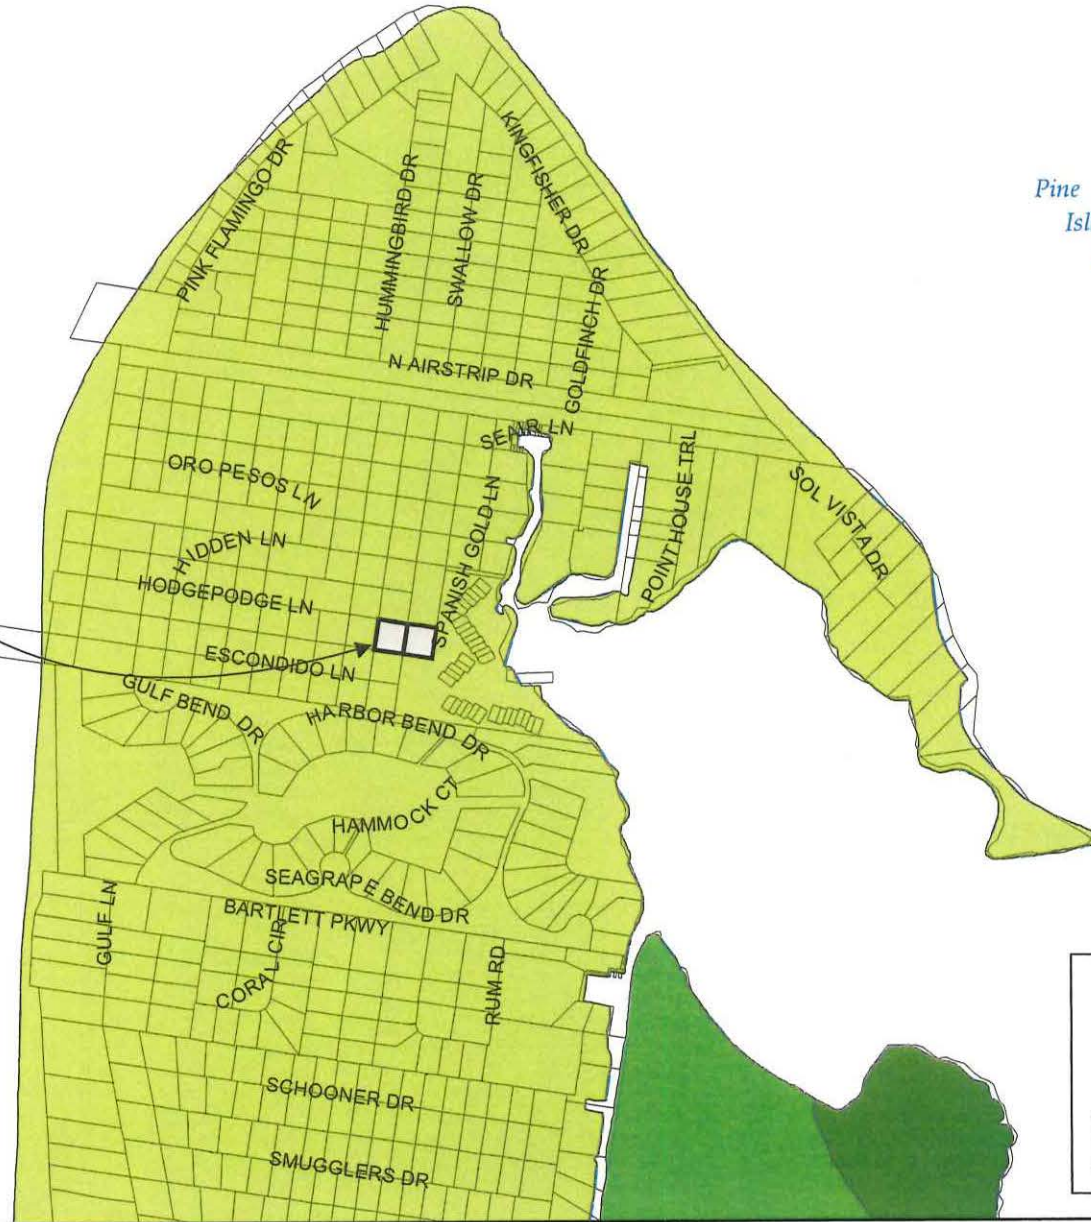 Pine
Isl
KINGFISHER DR
PINK FLAMINGO DR
HUMMINGBIRD DR
SWALLOW DR
GOLDFINCH DR
N AIRSTRIP DR
SEAIR LN
ORO PESOS LN
SPANISH GOLD LN
POINTHOUSE TRL
SOL VISTA DR
HIDDEN LN
HODGEPODGE LN
ESCONDIDO LN
GULF BEND DR
HARBOR BEND DR
HAMMOCK CT
SEAGRAPE BEND DR
BARTLETT PKWY
GULF LN
CORAL CIR
RUM RD
SCHOONER DR
SMUGGLERS DR